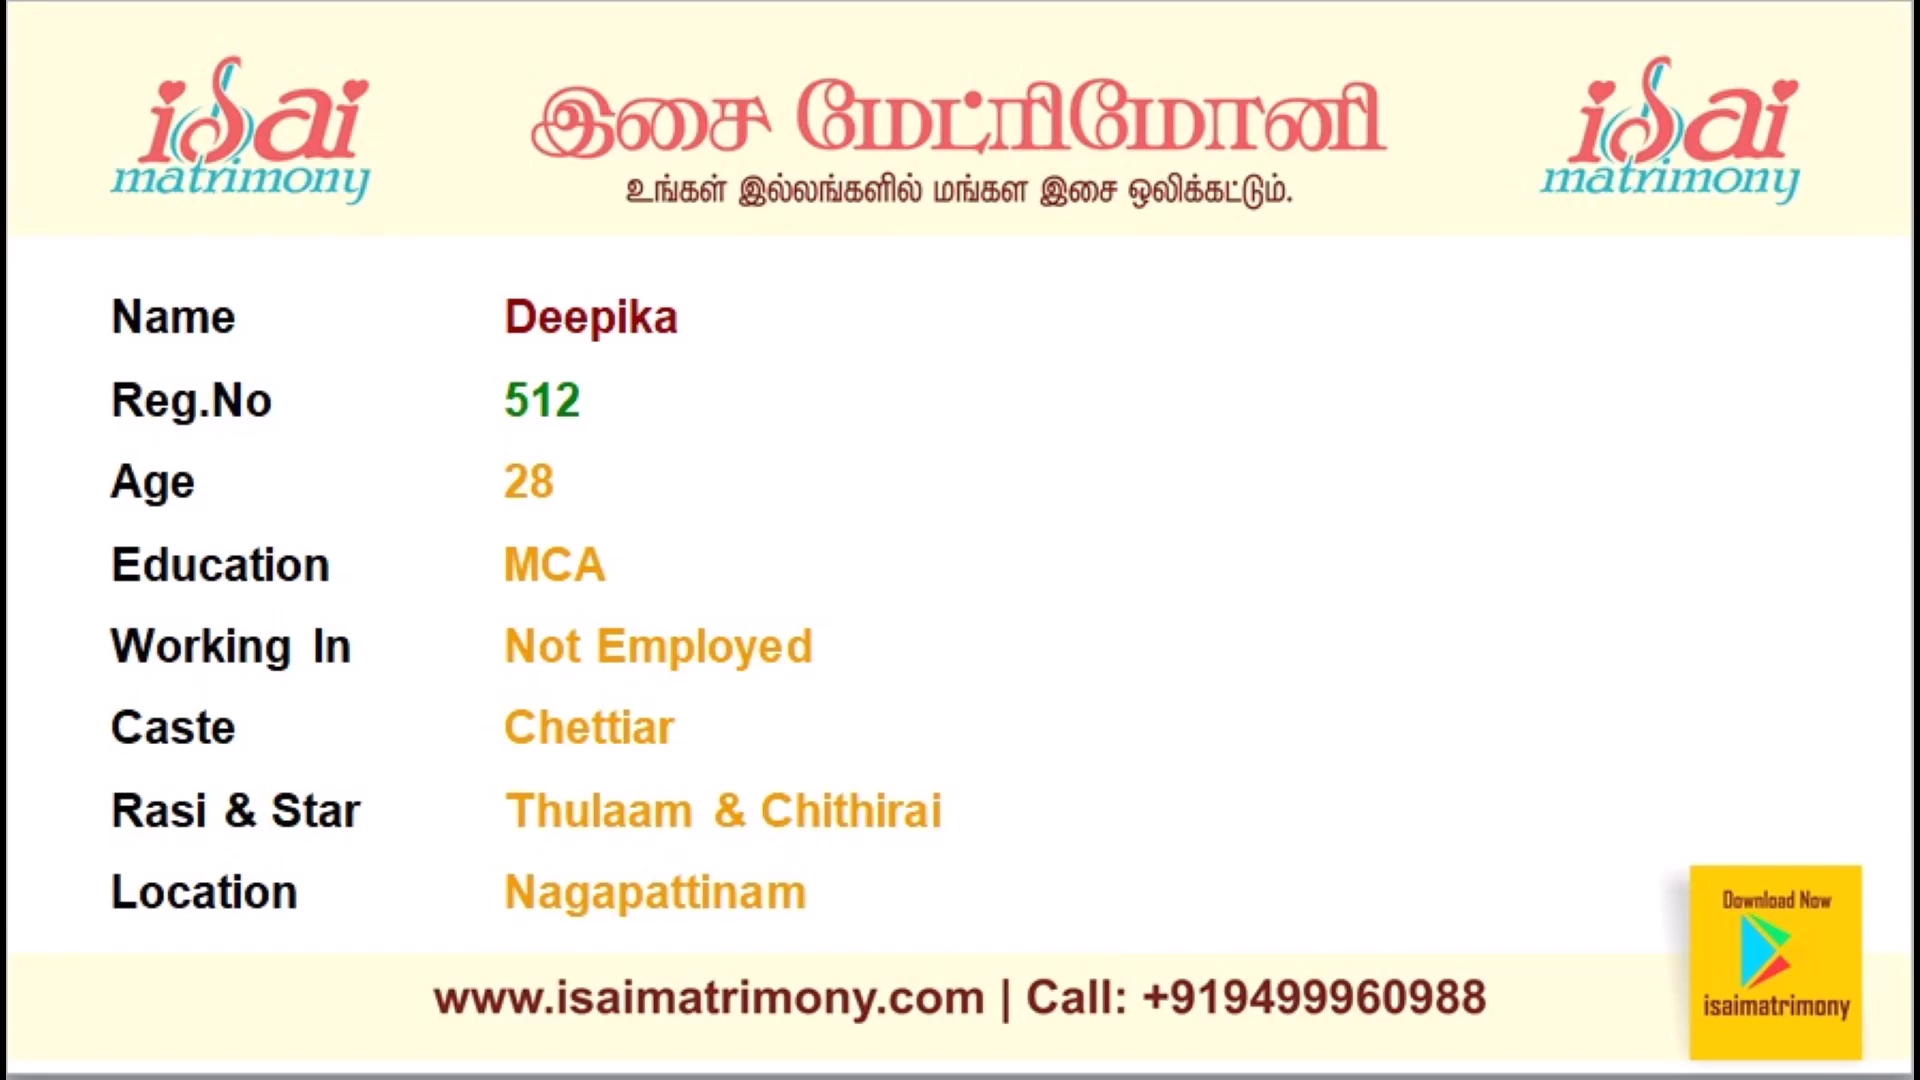 isai
matrimony
இசை மேட்ரிமோனி
உங்கள் இல்லங்களில் மங்கள இசை ஒலிக்கட்டும்.
isai
matrimony
Name Deepika
Reg.No 512
Age 28
Education MCA
Working In Not Employed
Caste Chettiar
Rasi & Star Thulaam & Chithirai
Location Nagapattinam
Download Now
isaimatrimony
www.isaimatrimony.com | Call: +919499960988